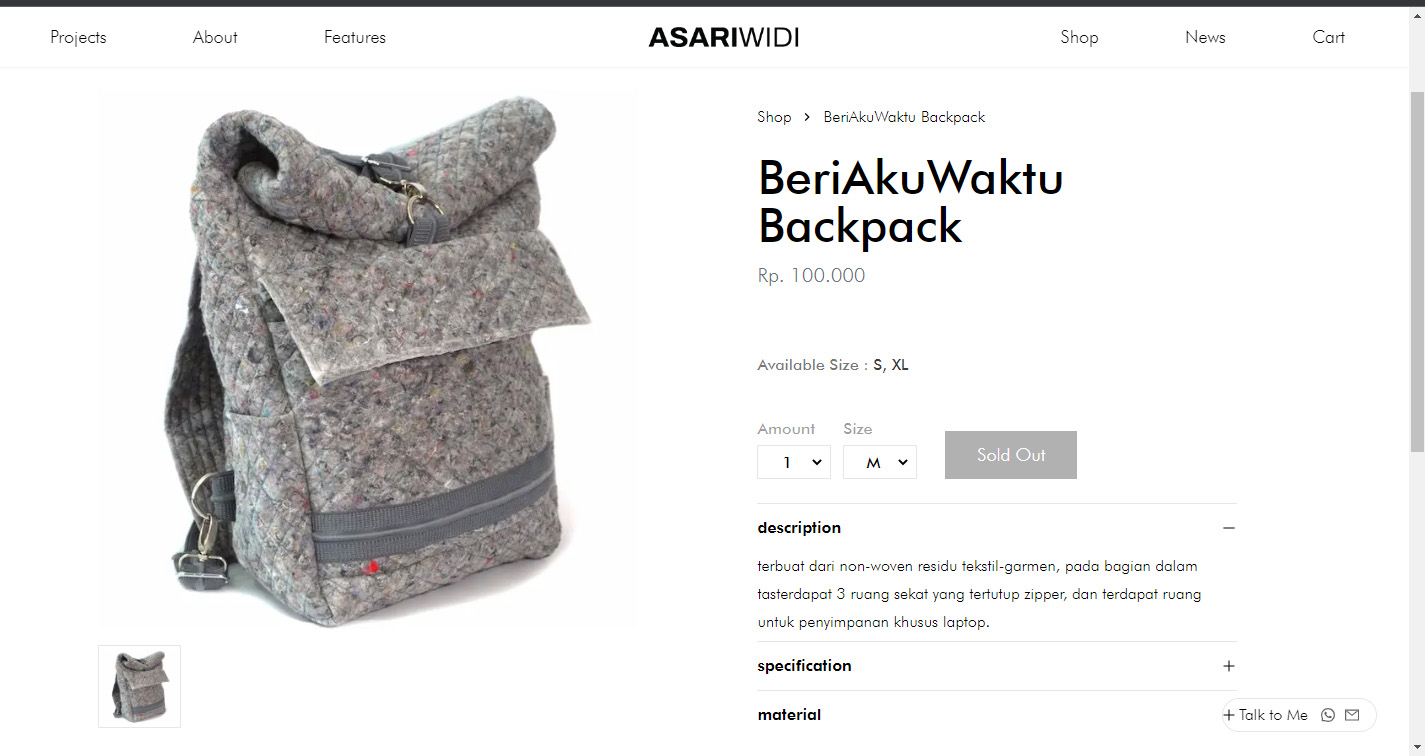 Projects
About
Features
ASARIWIDI
Shop
News
Cart
Shop > BeriAkuWaktu Backpack
BeriAkuWaktu
Backpack
Rp. 100.000
Available Size : S, XL
Amount
Size
1
M
Sold Out
description
terbuat dari non-woven residu tekstil-garmen, pada bagian dalam
tasterdapat 3 ruang sekat yang tertutup zipper, dan terdapat ruang
untuk penyimpanan khusus laptop.
specification
material
+ Talk to Me